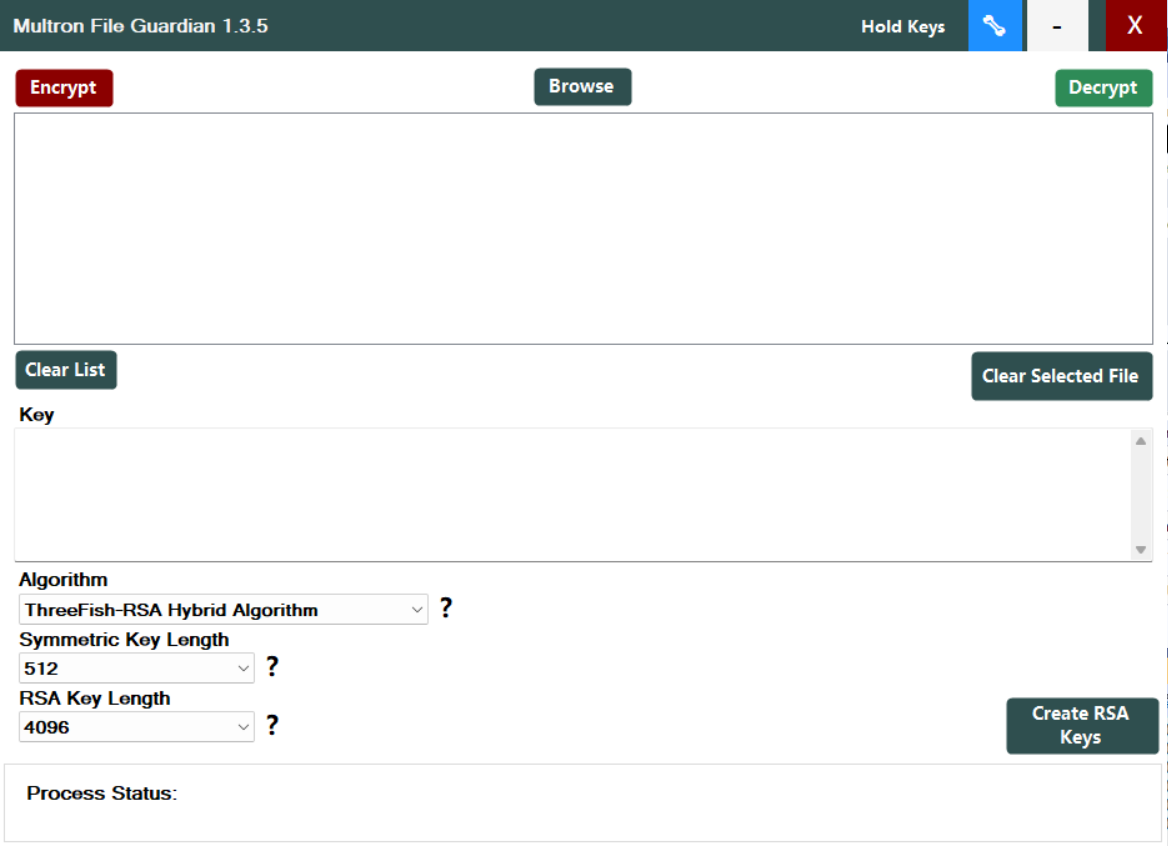 Multron File Guardian 1.3.5
Hold Keys
-
X
Encrypt
Browse
Decrypt
Clear List
Clear Selected File
Key
Algorithm
ThreeFish-RSA Hybrid Algorithm
?
Symmetric Key Length
512
?
RSA Key Length
4096
?
Create RSA
Keys
Process Status: